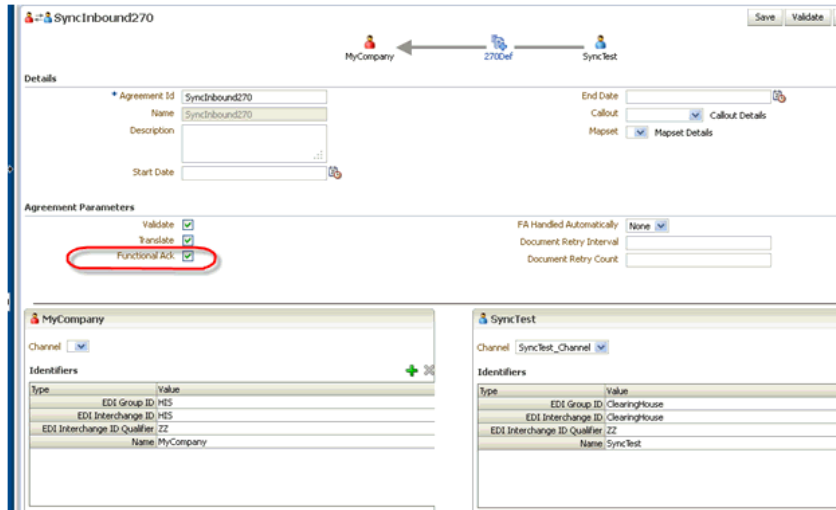 SyncInbound270
Save Validate
MyCompany 270Def SyncTest
Details
* Agreement Id SyncInbound270
Name SyncInbound270
Description
Start Date
End Date
Callout Callout Details
Mapset Mapset Details
Agreement Parameters
Validate
Translate
Functional Ack
FA Handled Automatically None
Document Retry Interval
Document Retry Count
MyCompany
Channel
Identifiers
Type Value
EDI Group ID HIS
EDI Interchange ID HIS
EDI Interchange ID Qualifier ZZ
Name MyCompany
SyncTest
Channel SyncTest_Channel
Identifiers
Type Value
EDI Group ID ClearingHouse
EDI Interchange ID ClearingHouse
EDI Interchange ID Qualifier ZZ
Name SyncTest